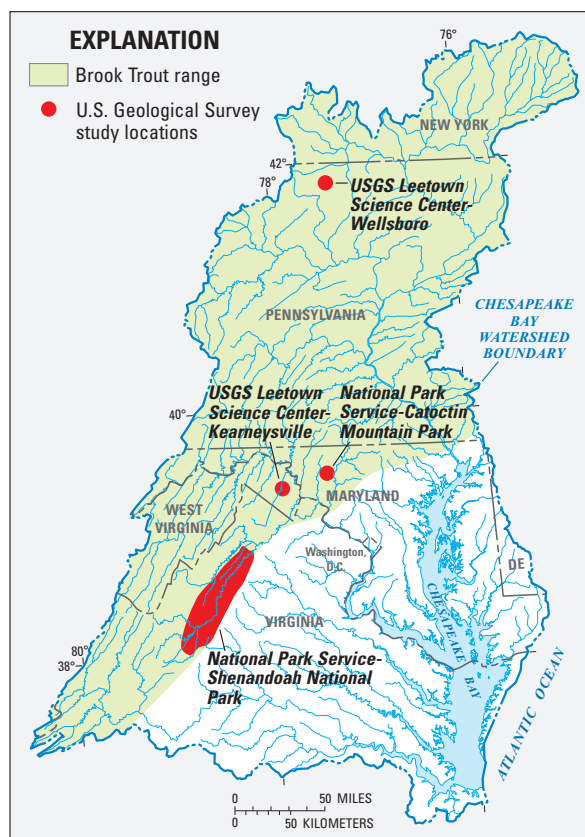 EXPLANATION
Brook Trout range
U.S. Geological Survey
study locations
76°
NEW YORK
42°
78°
USGS Leetown
Science Center-
Wellsboro
CHESAPEAKE
BAY
WATERSHED
BOUNDARY
PENNSYLVANIA
USGS Leetown
Science Center-
Kearneysville
National Park
Service-Catoctin
Mountain Park
40°
WEST
VIRGINIA
MARYLAND
Washington,
D.C.
DE
CHESAPEAKE BAY
VIRGINIA
80°
38°
National Park Service-
Shenandoah National
Park
ATLANTIC OCEAN
0 50 MILES
0 50 KILOMETERS